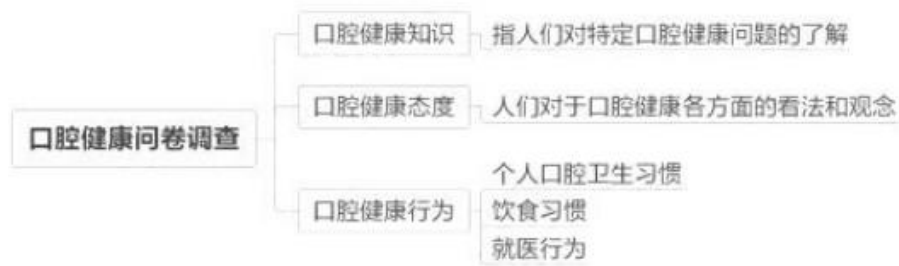 口腔健康问卷调查
口腔健康知识
指人们对特定口腔健康问题的了解
口腔健康态度
人们对于口腔健康各方面的看法和观念
口腔健康行为
个人口腔卫生习惯
饮食习惯
就医行为